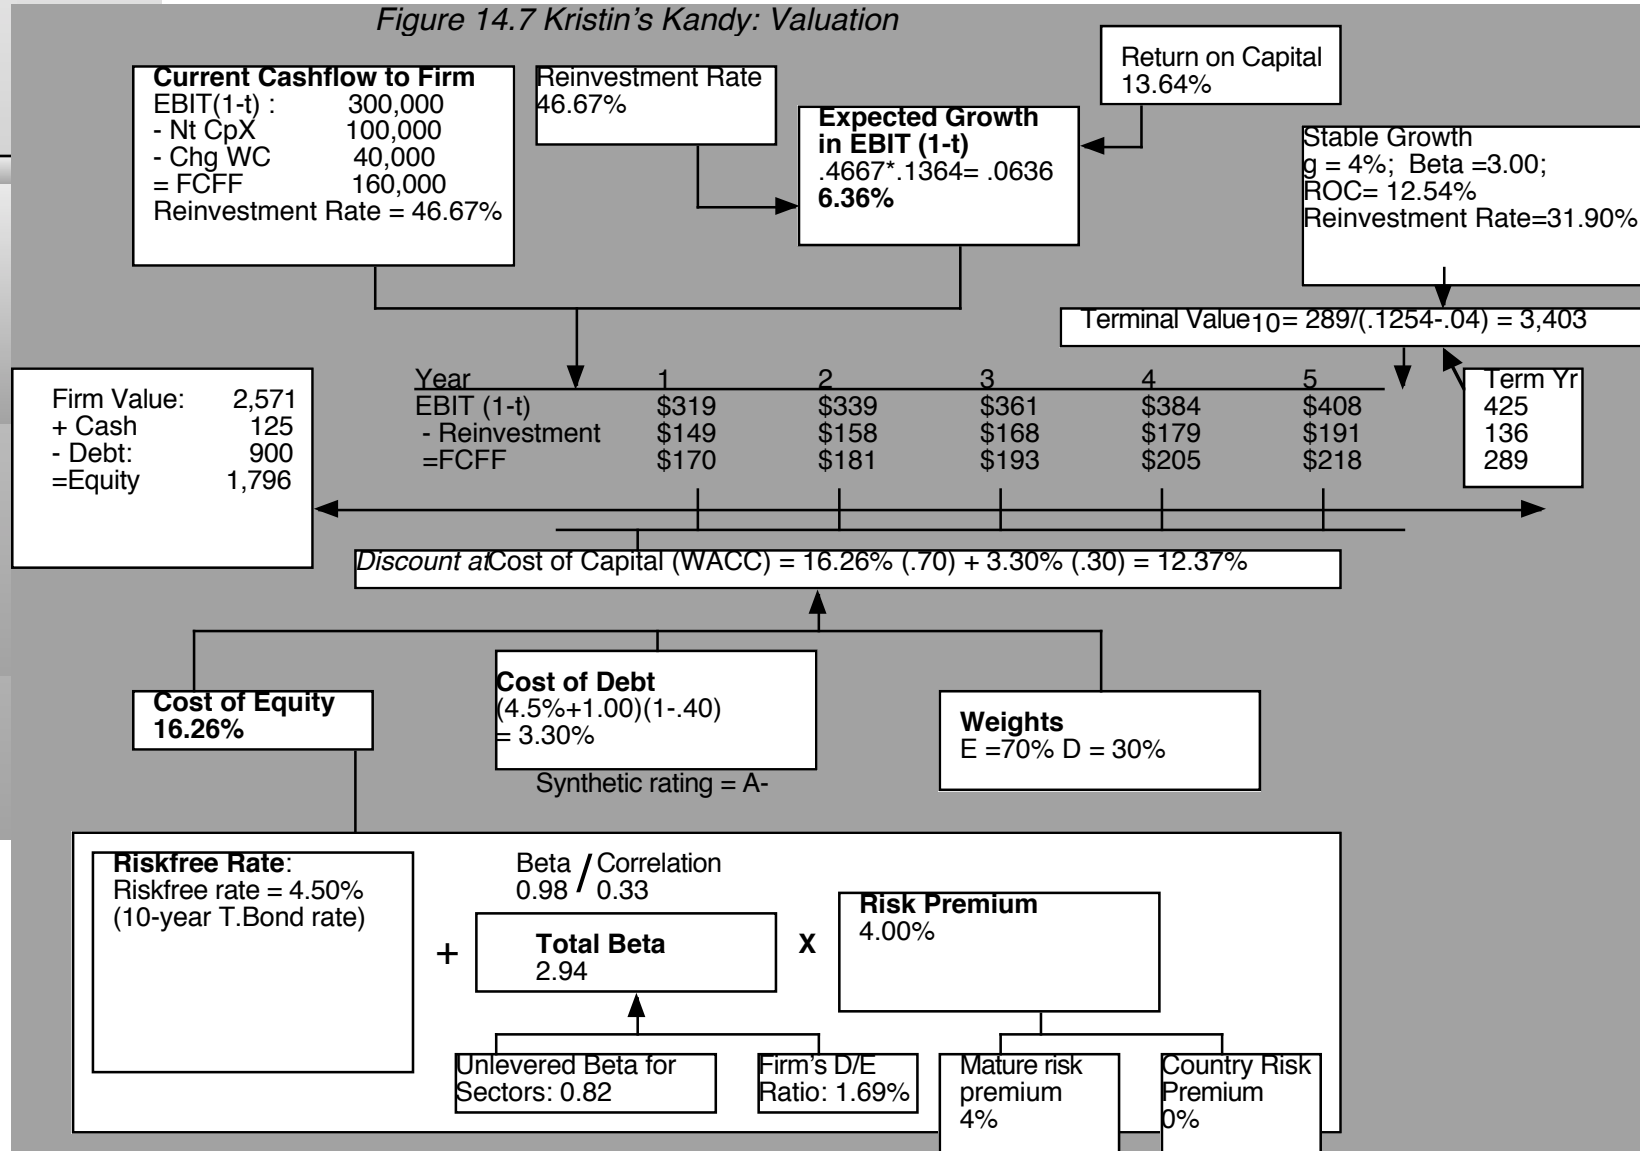 Figure 14.7 Kristin's Kandy: Valuation
Current Cashflow to Firm
EBIT(1-t) : 300,000
- Nt CpX 100,000
- Chg WC 40,000
= FCFF 160,000
Reinvestment Rate = 46.67%
Reinvestment Rate
46.67%
Expected Growth
in EBIT (1-t)
.4667*.1364= .0636
6.36%
Return on Capital
13.64%
Stable Growth
g = 4%; Beta =3.00;
ROC= 12.54%
Reinvestment Rate=31.90%
Terminal Value10= 289/(.1254-.04) = 3,403
Firm Value: 2,571
+ Cash 125
- Debt: 900
=Equity 1,796
Year 1 2 3 4 5
EBIT (1-t) $319 $339 $361 $384 $408
- Reinvestment $149 $158 $168 $179 $191
=FCFF $170 $181 $193 $205 $218
Term Yr
425
136
289
Discount at Cost of Capital (WACC) = 16.26% (.70) + 3.30% (.30) = 12.37%
Cost of Equity
16.26%
Cost of Debt
(4.5%+1.00)(1-.40)
= 3.30%
Synthetic rating = A-
Weights
E =70% D = 30%
Riskfree Rate:
Riskfree rate = 4.50%
(10-year T.Bond rate)
+
Beta / Correlation
0.98 0.33
Total Beta
2.94
X
Risk Premium
4.00%
Unlevered Beta for
Sectors: 0.82
Firm's D/E
Ratio: 1.69%
Mature risk
premium
4%
Country Risk
Premium
0%